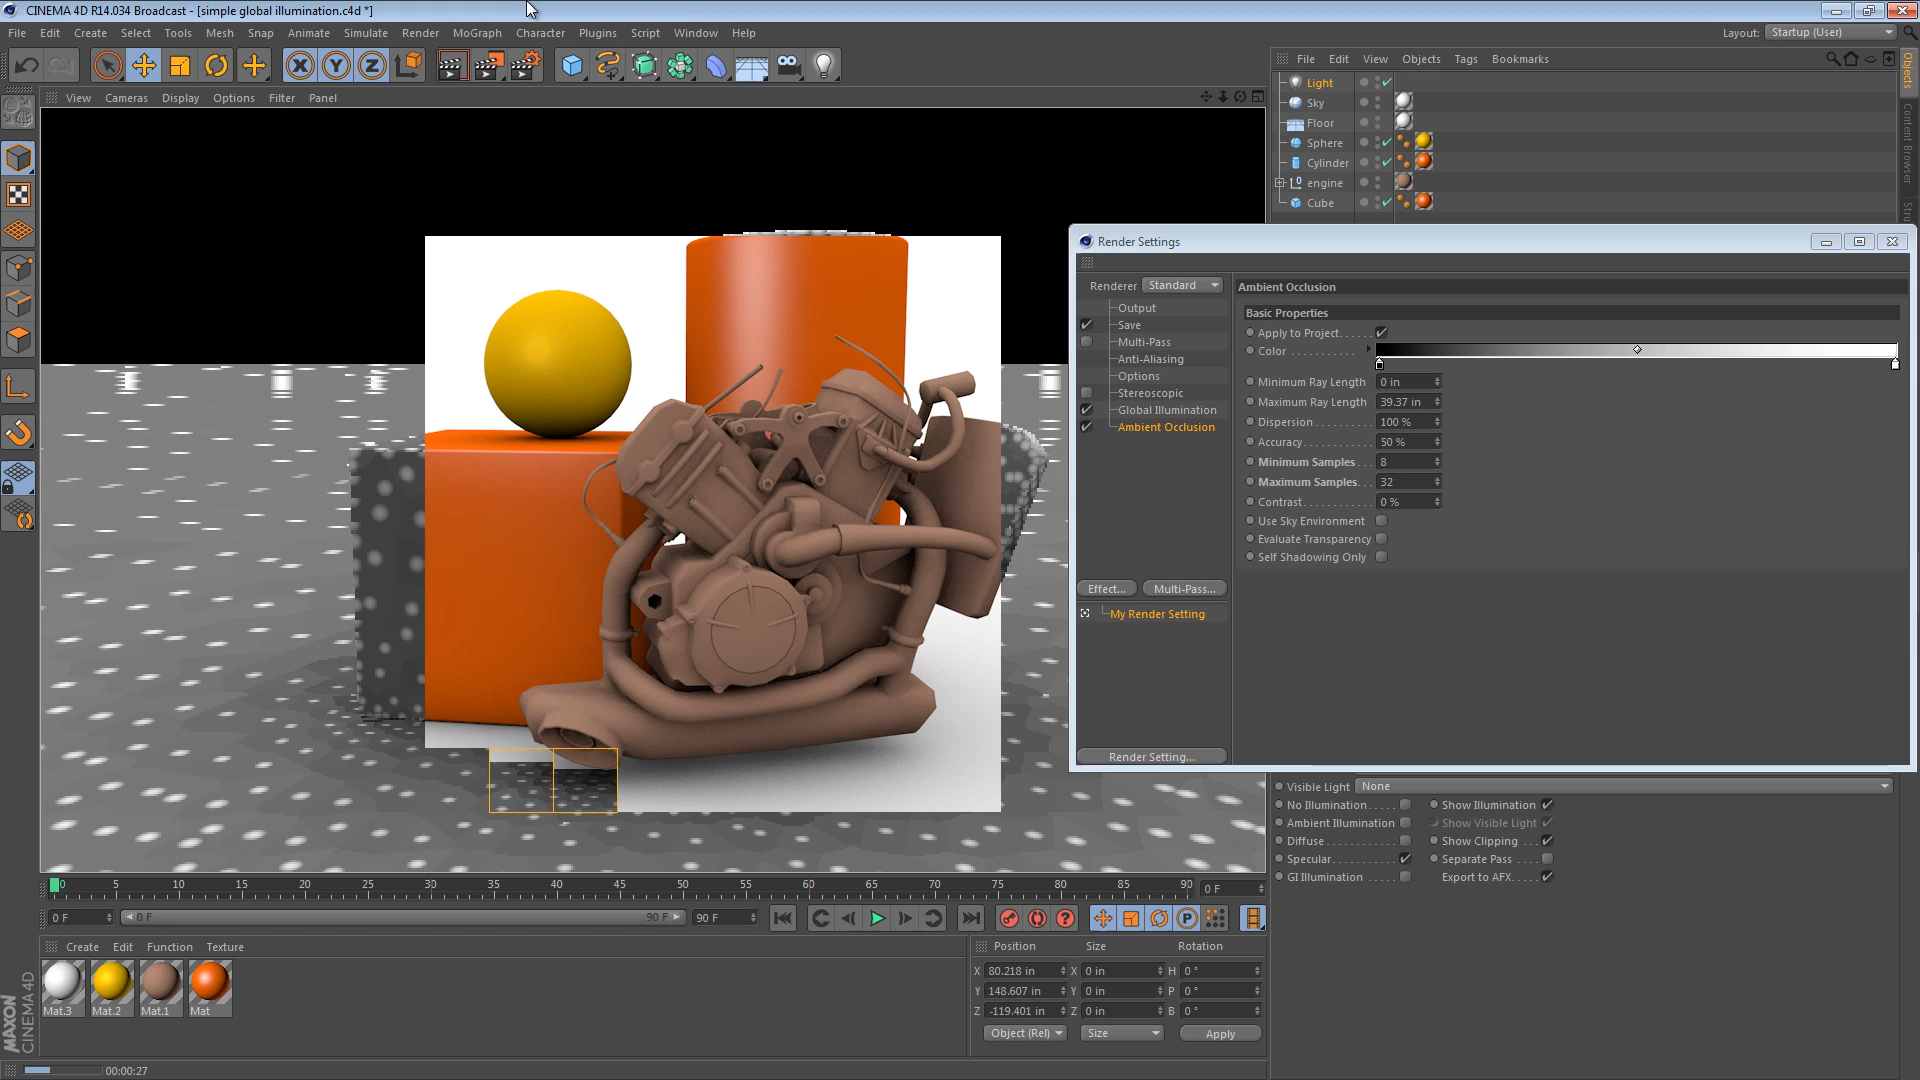 CINEMA 4D R14.034 Broadcast - [simple global illumination.c4d *]
File Edit Create Select Tools Mesh Snap Animate Simulate Render MoGraph Character Plugins Script Window Help
Layout: Startup (User)
View Cameras Display Options Filter Panel
File Edit View Objects Tags Bookmarks
Light
Sky
Floor
Sphere
Cylinder
engine
Cube
Objects
Content Browser
Render Settings
Renderer Standard
Output
Save
Multi-Pass
Anti-Aliasing
Options
Stereoscopic
Global Illumination
Ambient Occlusion
Effect... Multi-Pass...
My Render Setting
Render Setting...
Ambient Occlusion
Basic Properties
Apply to Project.....
Color ..........
Minimum Ray Length 0 in
Maximum Ray Length 39.37 in
Dispersion........... 100 %
Accuracy............. 50 %
Minimum Samples... 8
Maximum Samples... 32
Contrast............. 0 %
Use Sky Environment
Evaluate Transparency
Self Shadowing Only
Visible Light None
No Illumination..... Show Illumination
Ambient Illumination Show Visible Light
Diffuse............. Show Clipping ...
Specular............ Separate Pass ....
GI Illumination ...... Export to AFX.....
0 5 10 15 20 25 30 35 40 45 50 55 60 65 70 75 80 85 90 0 F
0 F 0 F 90 F 90 F
P
Create Edit Function Texture
Mat.3 Mat.2 Mat.1 Mat
Position Size Rotation
X 80.218 in X 0 in H 0 °
Y 148.607 in Y 0 in P 0 °
Z -119.401 in Z 0 in B 0 °
Object (Rel) Size Apply
MAXON
CINEMA 4D
00:00:27